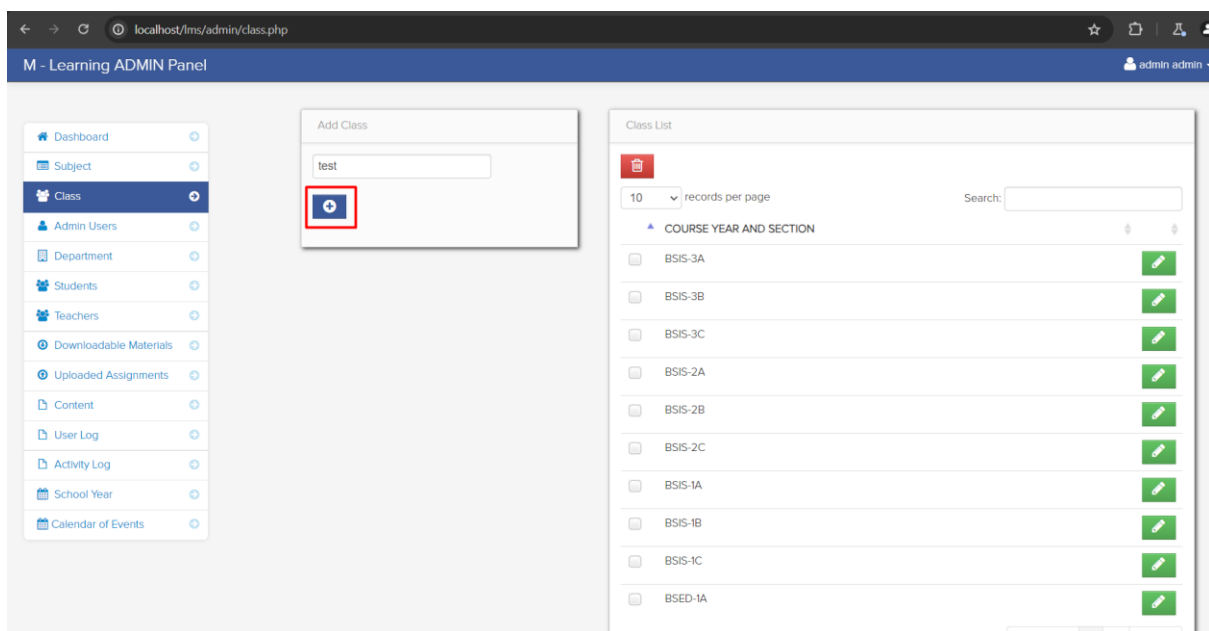 localhost/lms/admin/class.php
M - Learning ADMIN Panel
admin admin
Dashboard
Subject
Class
Admin Users
Department
Students
Teachers
Downloadable Materials
Uploaded Assignments
Content
User Log
Activity Log
School Year
Calendar of Events
Add Class
test
Class List
10 records per page
Search:
COURSE YEAR AND SECTION
BSIS-3A
BSIS-3B
BSIS-3C
BSIS-2A
BSIS-2B
BSIS-2C
BSIS-1A
BSIS-1B
BSIS-1C
BSED-1A